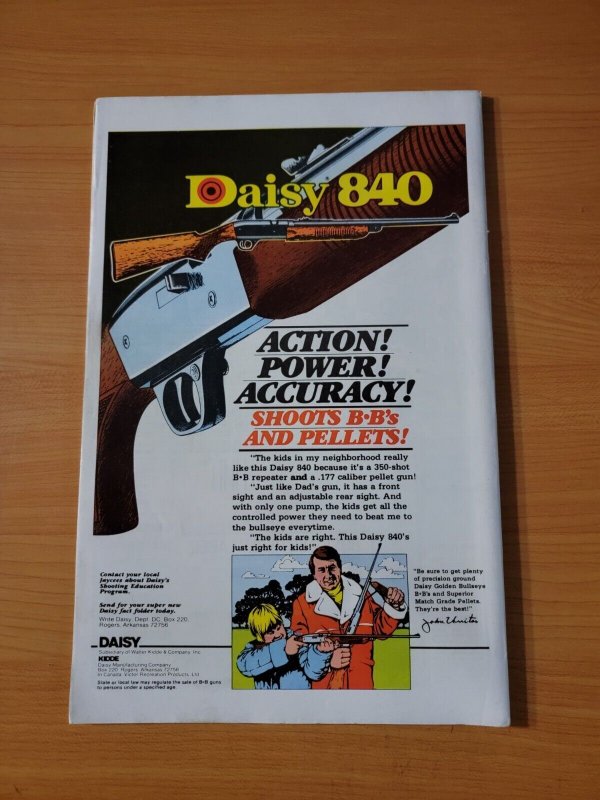 Daisy 840
ACTION!
POWER!
ACCURACY!
SHOOTS B•B's
AND PELLETS!
"The kids in my neighborhood really
like this Daisy 840 because it's a 350-shot
B•B repeater and a .177 caliber pellet gun!
"Just like Dad's gun, it has a front
sight and an adjustable rear sight. And
with only one pump, the kids get all the
controlled power they need to beat me to
the bullseye everytime.
"The kids are right. This Daisy 840's
just right for kids!"
"Be sure to get plenty
of precision ground
Daisy Golden Bullseye
B•B's and Superior
Match Grade Pellets.
They're the best!"
Contact your local
Jaycees about Daisy's
Shooting Education
Program.
Send for your super new
Daisy fact folder today.
Write Daisy, Dept. DC, Box 220,
Rogers, Arkansas 72756
DAISY
Subsidiary of Walter Kidde & Company, Inc.
KIDDE
Daisy Manufacturing Company
Box 220, Rogers, Arkansas 72756
In Canada: Victor Recreation Products, Ltd.
State or local law may regulate the sale of B•B guns
to persons under a specified age.